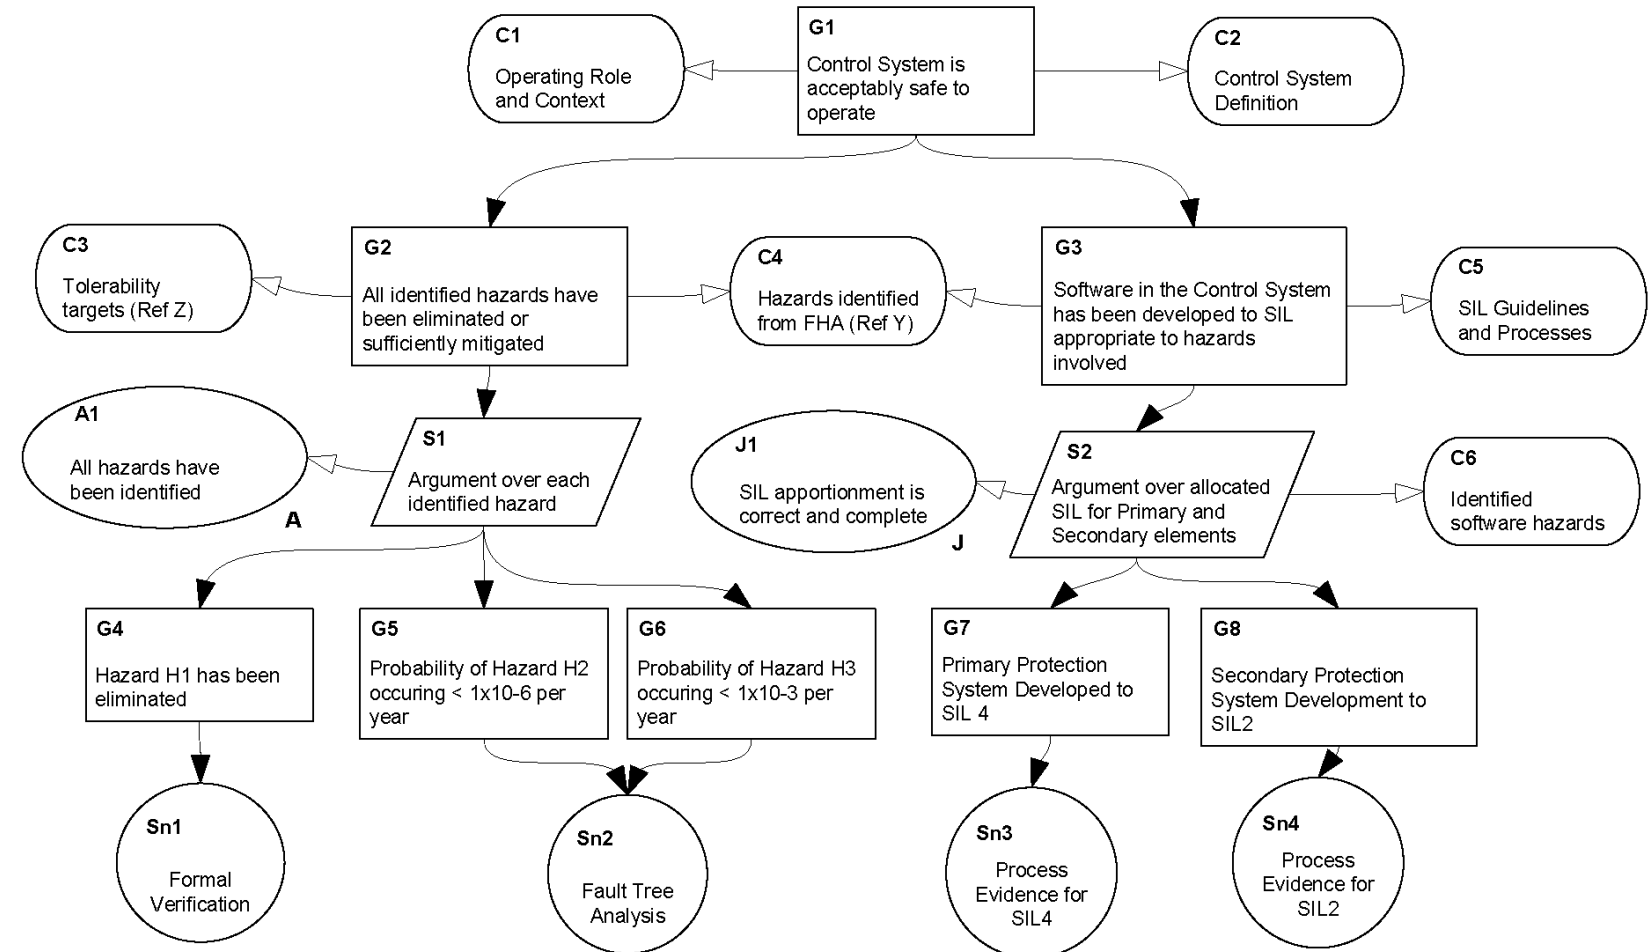 C1
Operating Role
and Context
G1
Control System is
acceptably safe to
operate
C2
Control System
Definition
C3
Tolerability
targets (Ref Z)
G2
All identified hazards have
been eliminated or
sufficiently mitigated
C4
Hazards identified
from FHA (Ref Y)
G3
Software in the Control System
has been developed to SIL
appropriate to hazards
involved
C5
SIL Guidelines
and Processes
A1
All hazards have
been identified
A
S1
Argument over each
identified hazard
J1
SIL apportionment is
correct and complete
J
S2
Argument over allocated
SIL for Primary and
Secondary elements
C6
Identified
software hazards
G4
Hazard H1 has been
eliminated
G5
Probability of Hazard H2
occuring < 1x10-6 per
year
G6
Probability of Hazard H3
occuring < 1x10-3 per
year
G7
Primary Protection
System Developed to
SIL 4
G8
Secondary Protection
System Development to
SIL2
Sn1
Formal
Verification
Sn2
Fault Tree
Analysis
Sn3
Process
Evidence for
SIL4
Sn4
Process
Evidence for
SIL2